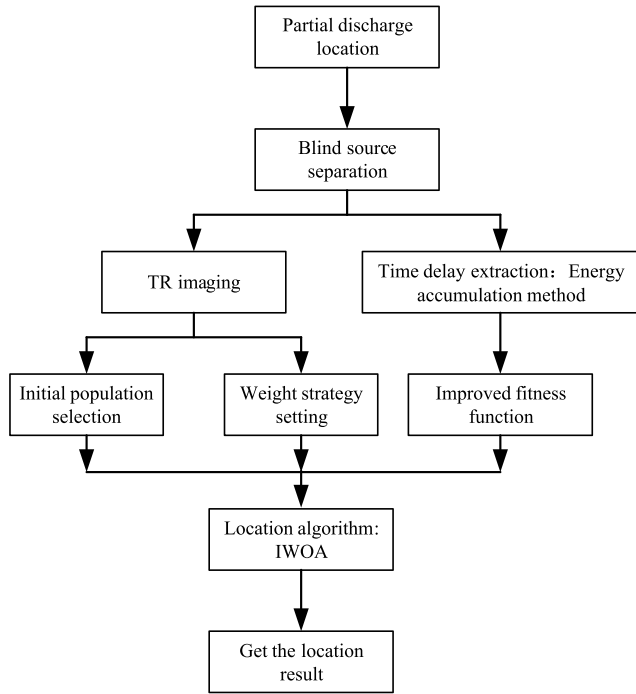 Partial discharge
location
Blind source
separation
TR imaging
Time delay extraction：Energy
accumulation method
Initial population
selection
Weight strategy
setting
Improved fitness
function
Location algorithm:
IWOA
Get the location
result